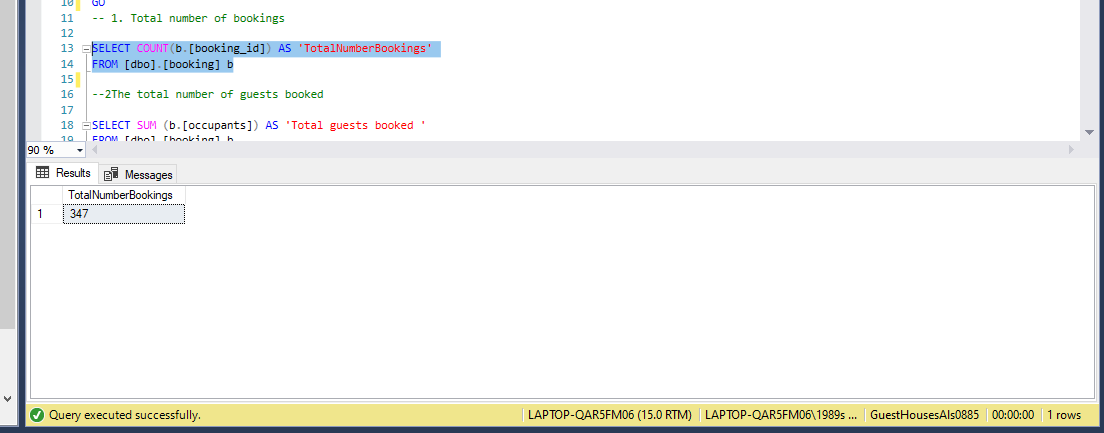 10 GO
11 -- 1. Total number of bookings
12
13 SELECT COUNT(b.[booking_id]) AS 'TotalNumberBookings'
14 FROM [dbo].[booking] b
15
16 --2The total number of guests booked
17
18 SELECT SUM (b.[occupants]) AS 'Total guests booked '
19 FROM [dbo].[booking] b
90 %
Results Messages
TotalNumberBookings
1 347
Query executed successfully. LAPTOP-QAR5FM06 (15.0 RTM) LAPTOP-QAR5FM06\1989s ... GuestHousesAls0885 00:00:00 1 rows